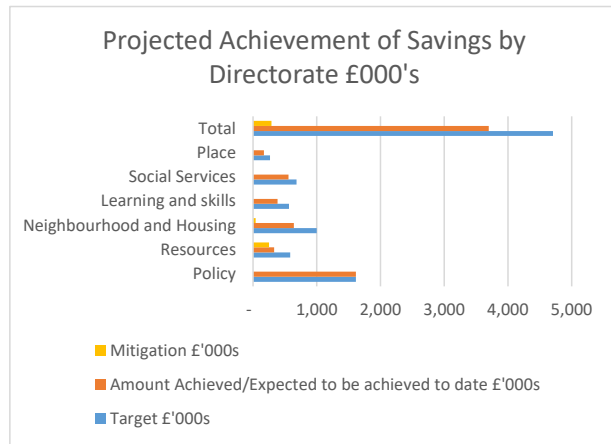 Projected Achievement of Savings by
Directorate £000's
Total
Place
Social Services
Learning and skills
Neighbourhood and Housing
Resources
Policy
- 1,000 2,000 3,000 4,000 5,000
Mitigation £'000s
Amount Achieved/Expected to be achieved to date £'000s
Target £'000s